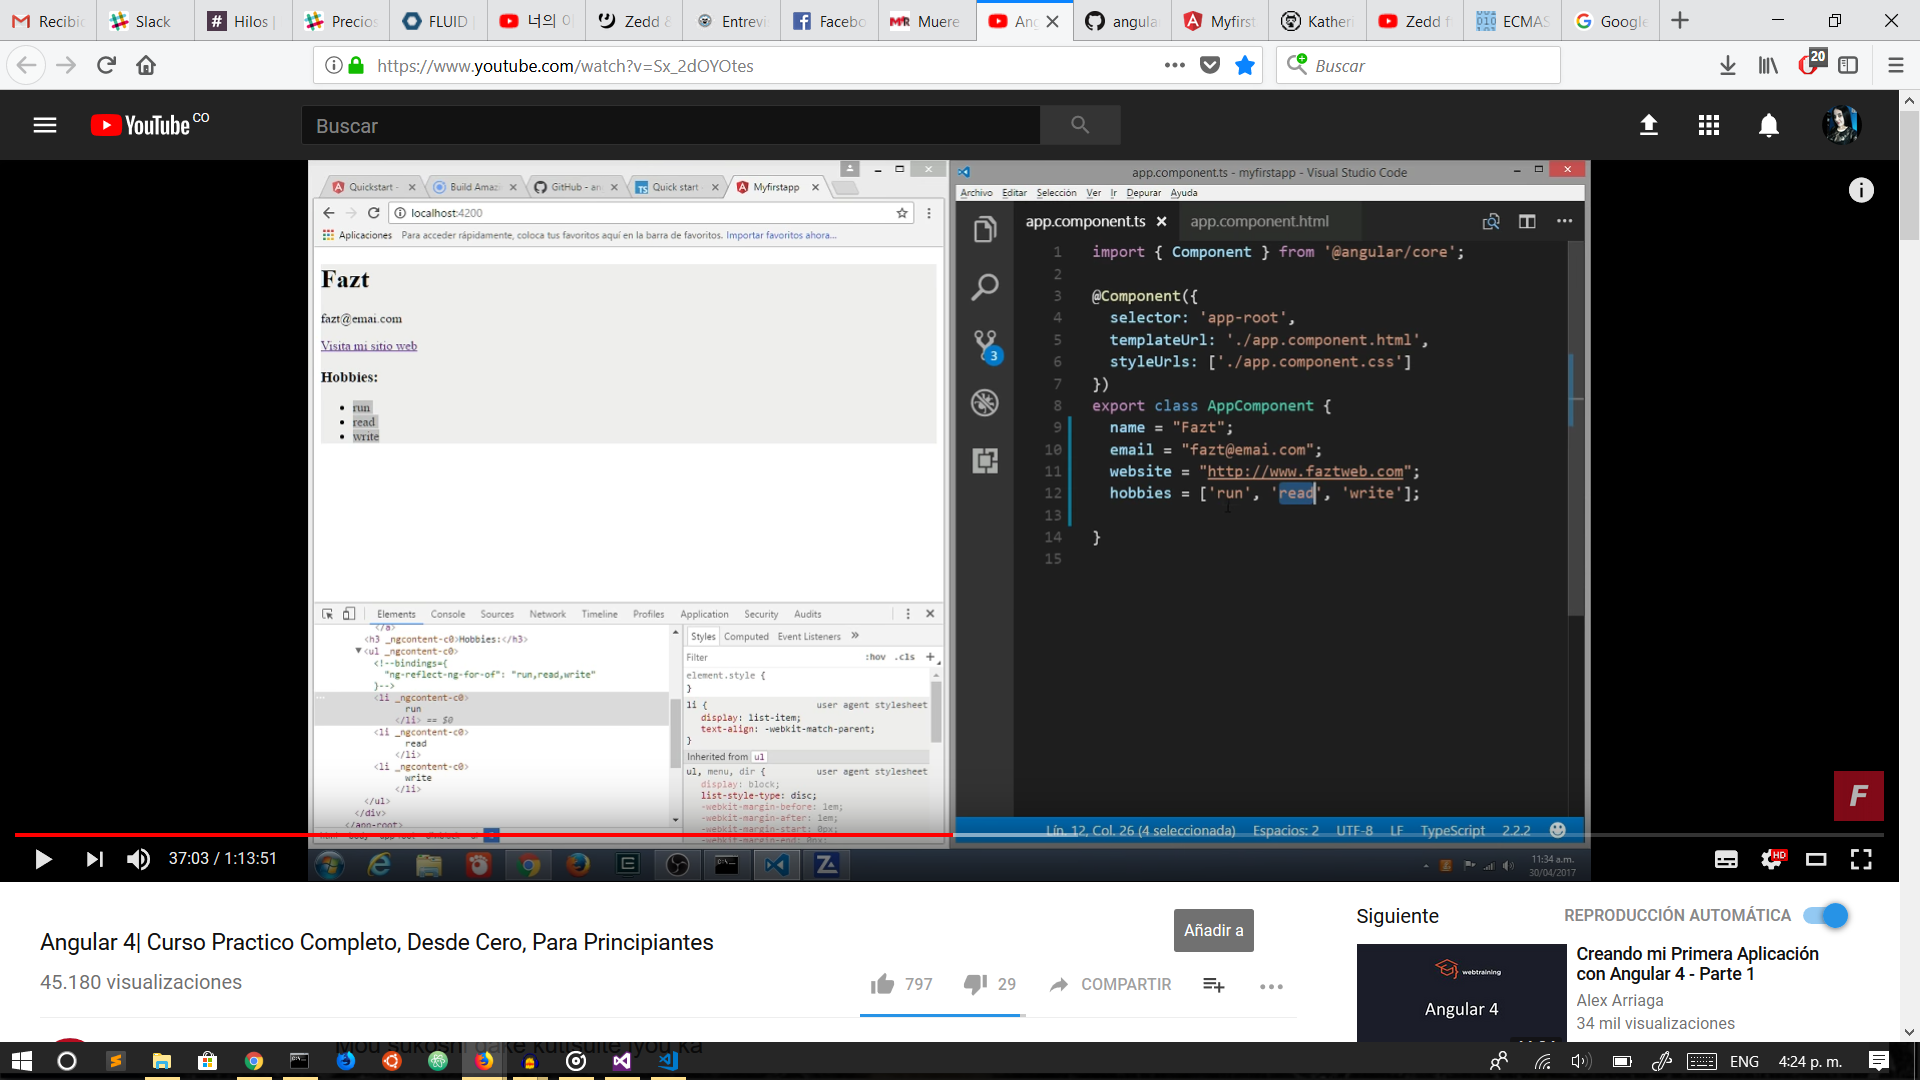 Recibid
Slack
Hilos |
Precios
FLUID
너의 이
Zedd &
Entrevi
Facebo
Muere
Ang
angular
Myfirst
Katheri
Zedd f
ECMAS
Google
https://www.youtube.com/watch?v=Sx_2dOYOtes
Buscar
20
YouTube CO
Buscar
Quickstart -
Build Amaz
GitHub - an
Quick start
Myfirstapp
localhost:4200
Aplicaciones Para acceder rápidamente, coloca tus favoritos aquí en la barra de favoritos. Importar favoritos ahora...
Fazt
fazt@emai.com
Visita mi sitio web
Hobbies:
run
read
write
Elements Console Sources Network Timeline Profiles Application Security Audits
</a>
<h3 _ngcontent-c0>Hobbies:</h3>
<ul _ngcontent-c0>
<!--bindings={
"ng-reflect-ng-for-of": "run,read,write"
}-->
<li _ngcontent-c0>
run
</li> == $0
<li _ngcontent-c0>
read
</li>
<li _ngcontent-c0>
write
</li>
</ul>
</div>
</app-root>
Styles Computed Event Listeners »
Filter :hov .cls +
element.style {
}
li { user agent stylesheet
display: list-item;
text-align: -webkit-match-parent;
}
Inherited from ul
ul, menu, dir { user agent stylesheet
display: block;
list-style-type: disc;
-webkit-margin-before: 1em;
-webkit-margin-after: 1em;
-webkit-margin-start: 0px;
-webkit-margin-end: 0px;
app.component.ts - myfirstapp - Visual Studio Code
Archivo Editar Selección Ver Ir Depurar Ayuda
app.component.ts
app.component.html
3
1 import { Component } from '@angular/core';
2
3 @Component({
4 selector: 'app-root',
5 templateUrl: './app.component.html',
6 styleUrls: ['./app.component.css']
7 })
8 export class AppComponent {
9 name = "Fazt";
10 email = "fazt@emai.com";
11 website = "http://www.faztweb.com";
12 hobbies = ['run', 'read', 'write'];
13
14 }
15
Lín. 12, Col. 26 (4 seleccionada) Espacios: 2 UTF-8 LF TypeScript 2.2.2
F
37:03 / 1:13:51
HD
11:34 a.m.
30/04/2017
Angular 4| Curso Practico Completo, Desde Cero, Para Principiantes
45.180 visualizaciones
Añadir a
797
29
COMPARTIR
Siguiente
REPRODUCCIÓN AUTOMÁTICA
webtraining
Angular 4
Creando mi Primera Aplicación
con Angular 4 - Parte 1
Alex Arriaga
34 mil visualizaciones
ENG
4:24 p. m.